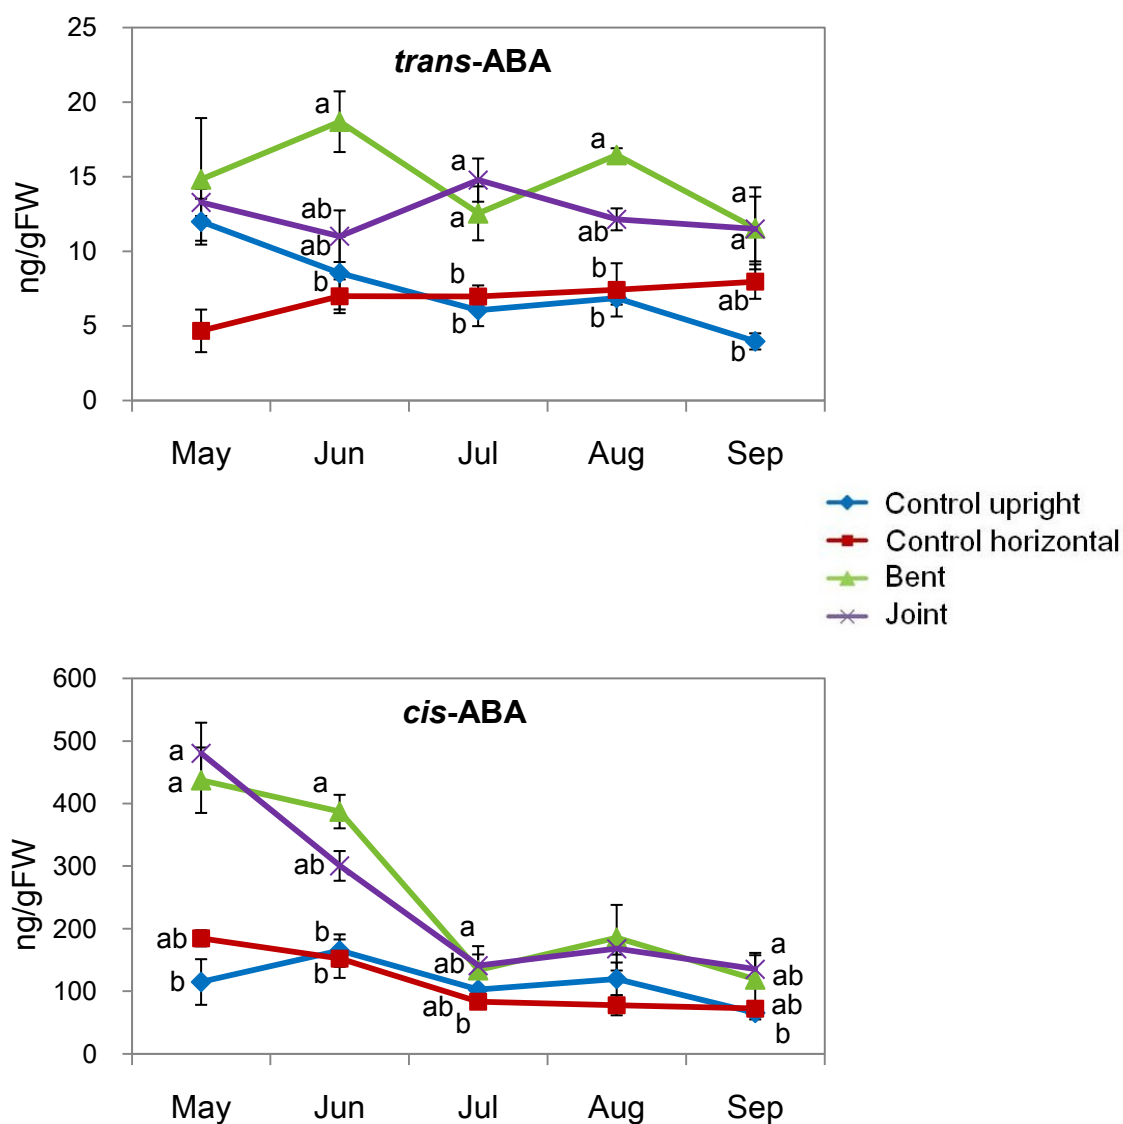 25
trans-ABA
20
a
a
a
15
a
ab
a
ng/gFW
10
ab
a
ab
a
b
b
b
ab
5
b
b
b
0
May Jun Jul Aug Sep
Control upright
Control horizontal
Bent
Joint
600
cis-ABA
500
a
a
a
400
ng/gFW
300
ab
200
a
ab
b
ab
a
b
b
ab
100
ab
ab
b
b
0
May Jun Jul Aug Sep